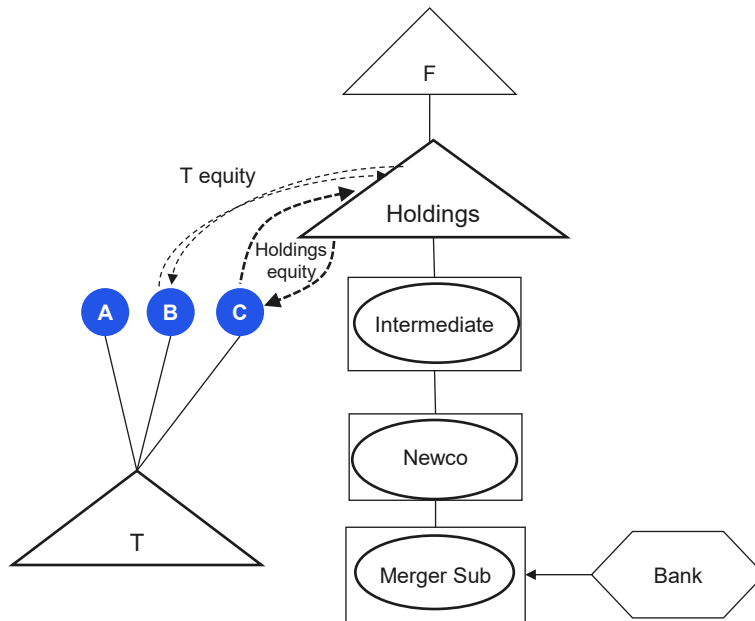 F
T equity
Holdings
Holdings
equity
A
B
C
Intermediate
Newco
T
Merger Sub
Bank